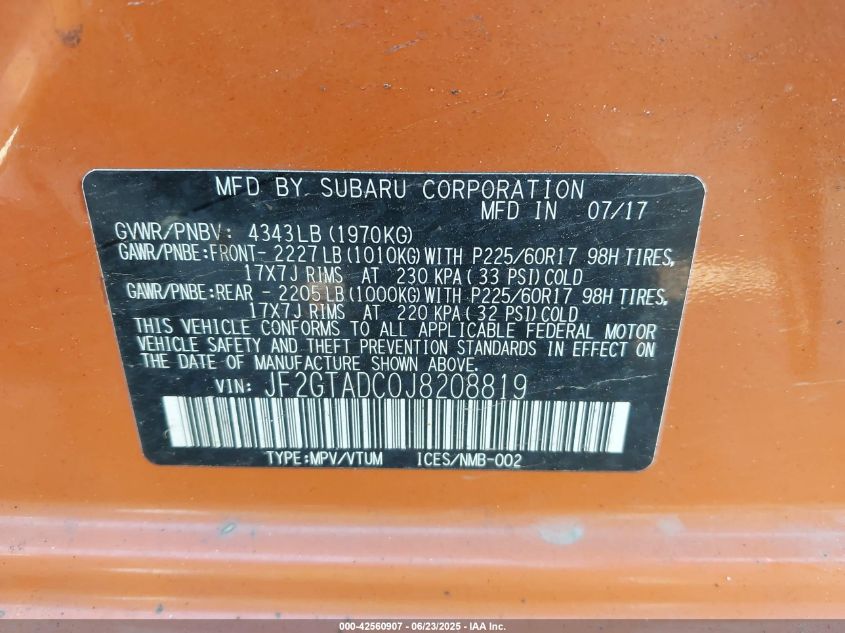 MFD BY SUBARU CORPORATION
MFD IN 07/17
GVWR/PNBV: 4343LB (1970KG)
GAWR/PNBE:FRONT- 2227LB (1010KG) WITH P225/60R17 98H TIRES,
17X7J RIMS AT 230 KPA (33 PSI) COLD
GAWR/PNBE:REAR - 2205LB (1000KG) WITH P225/60R17 98H TIRES,
17X7J RIMS AT 220 KPA (32 PSI) COLD
THIS VEHICLE CONFORMS TO ALL APPLICABLE FEDERAL MOTOR
VEHICLE SAFETY AND THEFT PREVENTION STANDARDS IN EFFECT ON
THE DATE OF MANUFACTURE SHOWN ABOVE.
VIN: JF2GTADC0J8208819
TYPE:MPV/VTUM ICES/NMB-002
000-42560907 - 06/23/2025 - IAA Inc.